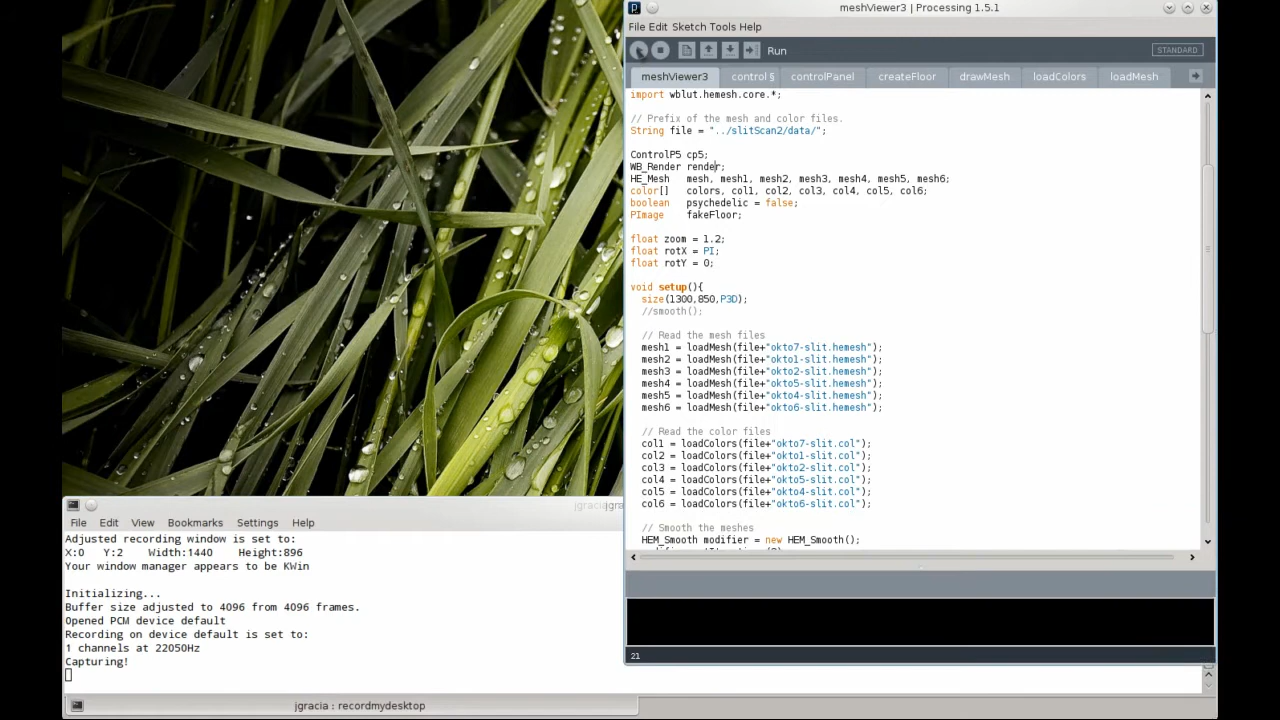 meshViewer3 | Processing 1.5.1
File Edit Sketch Tools Help
Run
STANDARD
meshViewer3 control § controlPanel createFloor drawMesh loadColors loadMesh
import wblut.hemesh.core.*;
// Prefix of the mesh and color files.
String file = "../slitScan2/data/";
ControlP5 cp5;
WB_Render render;
HE_Mesh mesh, mesh1, mesh2, mesh3, mesh4, mesh5, mesh6;
color[] colors, col1, col2, col3, col4, col5, col6;
boolean psychedelic = false;
PImage fakeFloor;
float zoom = 1.2;
float rotX = PI;
float rotY = 0;
void setup(){
size(1300,850,P3D);
//smooth();
// Read the mesh files
mesh1 = loadMesh(file+"okto7-slit.hemesh");
mesh2 = loadMesh(file+"okto1-slit.hemesh");
mesh3 = loadMesh(file+"okto2-slit.hemesh");
mesh4 = loadMesh(file+"okto5-slit.hemesh");
mesh5 = loadMesh(file+"okto4-slit.hemesh");
mesh6 = loadMesh(file+"okto6-slit.hemesh");
// Read the color files
col1 = loadColors(file+"okto7-slit.col");
col2 = loadColors(file+"okto1-slit.col");
col3 = loadColors(file+"okto2-slit.col");
col4 = loadColors(file+"okto5-slit.col");
col5 = loadColors(file+"okto4-slit.col");
col6 = loadColors(file+"okto6-slit.col");
// Smooth the meshes
HEM_Smooth modifier = new HEM_Smooth();
21
File Edit View Bookmarks Settings Help
Adjusted recording window is set to:
X:0 Y:2 Width:1440 Height:896
Your window manager appears to be KWin
Initializing...
Buffer size adjusted to 4096 from 4096 frames.
Opened PCM device default
Recording on device default is set to:
1 channels at 22050Hz
Capturing!
jgracia : recordmydesktop